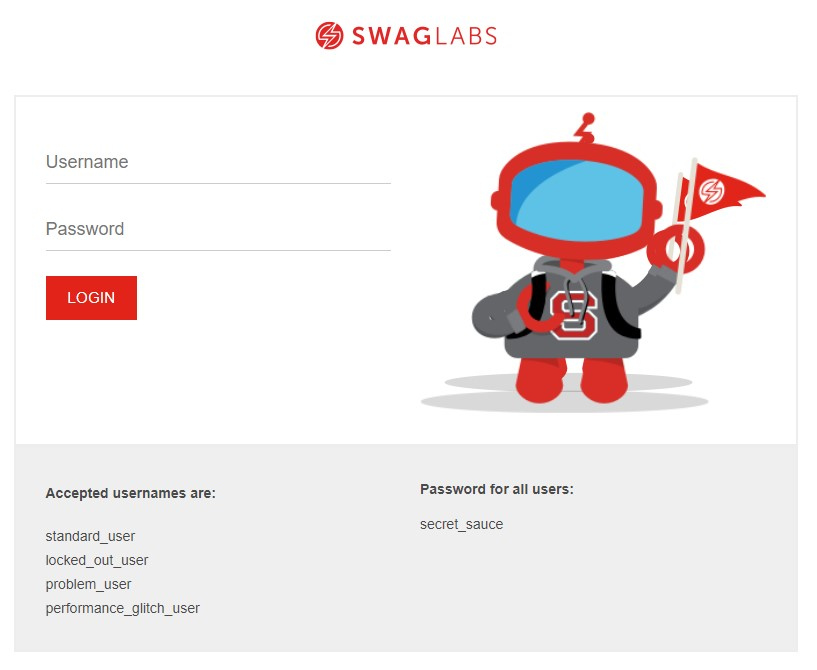 SWAGLABS
Username
Password
LOGIN
S
Accepted usernames are:
standard_user
locked_out_user
problem_user
performance_glitch_user
Password for all users:
secret_sauce